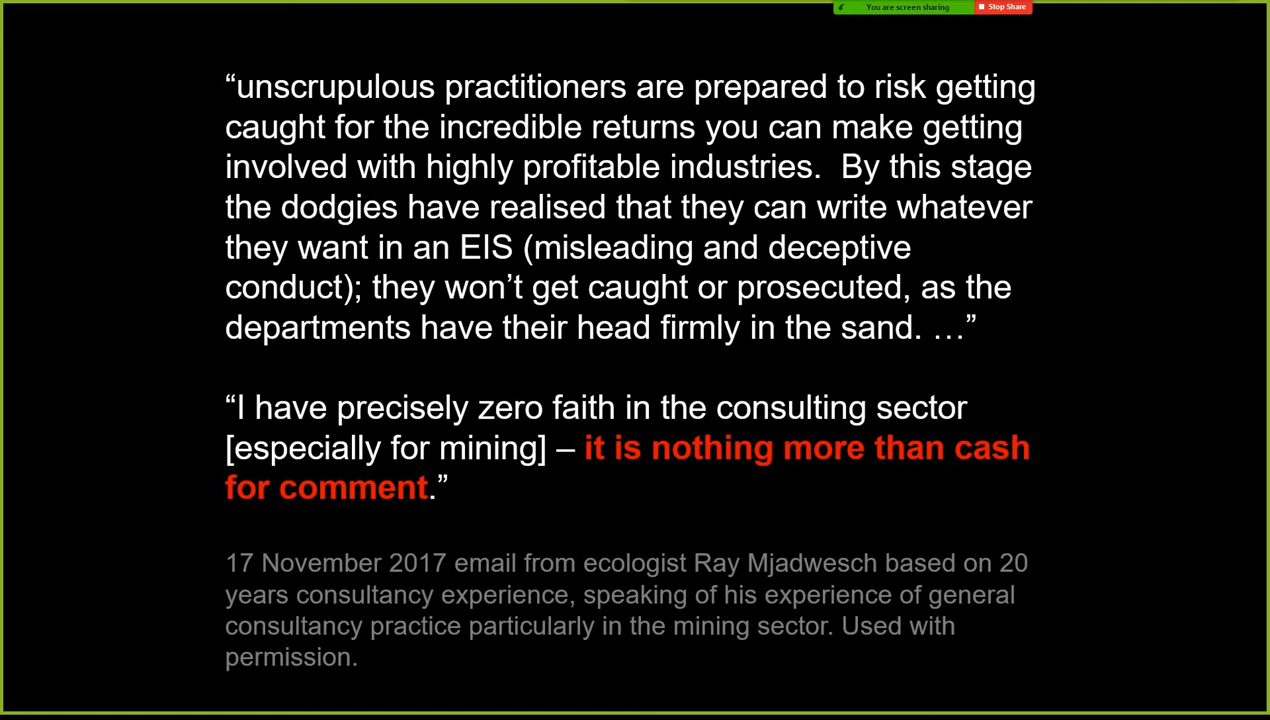 You are screen sharing Stop Share
“unscrupulous practitioners are prepared to risk getting
caught for the incredible returns you can make getting
involved with highly profitable industries.  By this stage
the dodgies have realised that they can write whatever
they want in an EIS (misleading and deceptive
conduct); they won’t get caught or prosecuted, as the
departments have their head firmly in the sand. …”
“I have precisely zero faith in the consulting sector
[especially for mining] – it is nothing more than cash
for comment.”
17 November 2017 email from ecologist Ray Mjadwesch based on 20
years consultancy experience, speaking of his experience of general
consultancy practice particularly in the mining sector. Used with
permission.